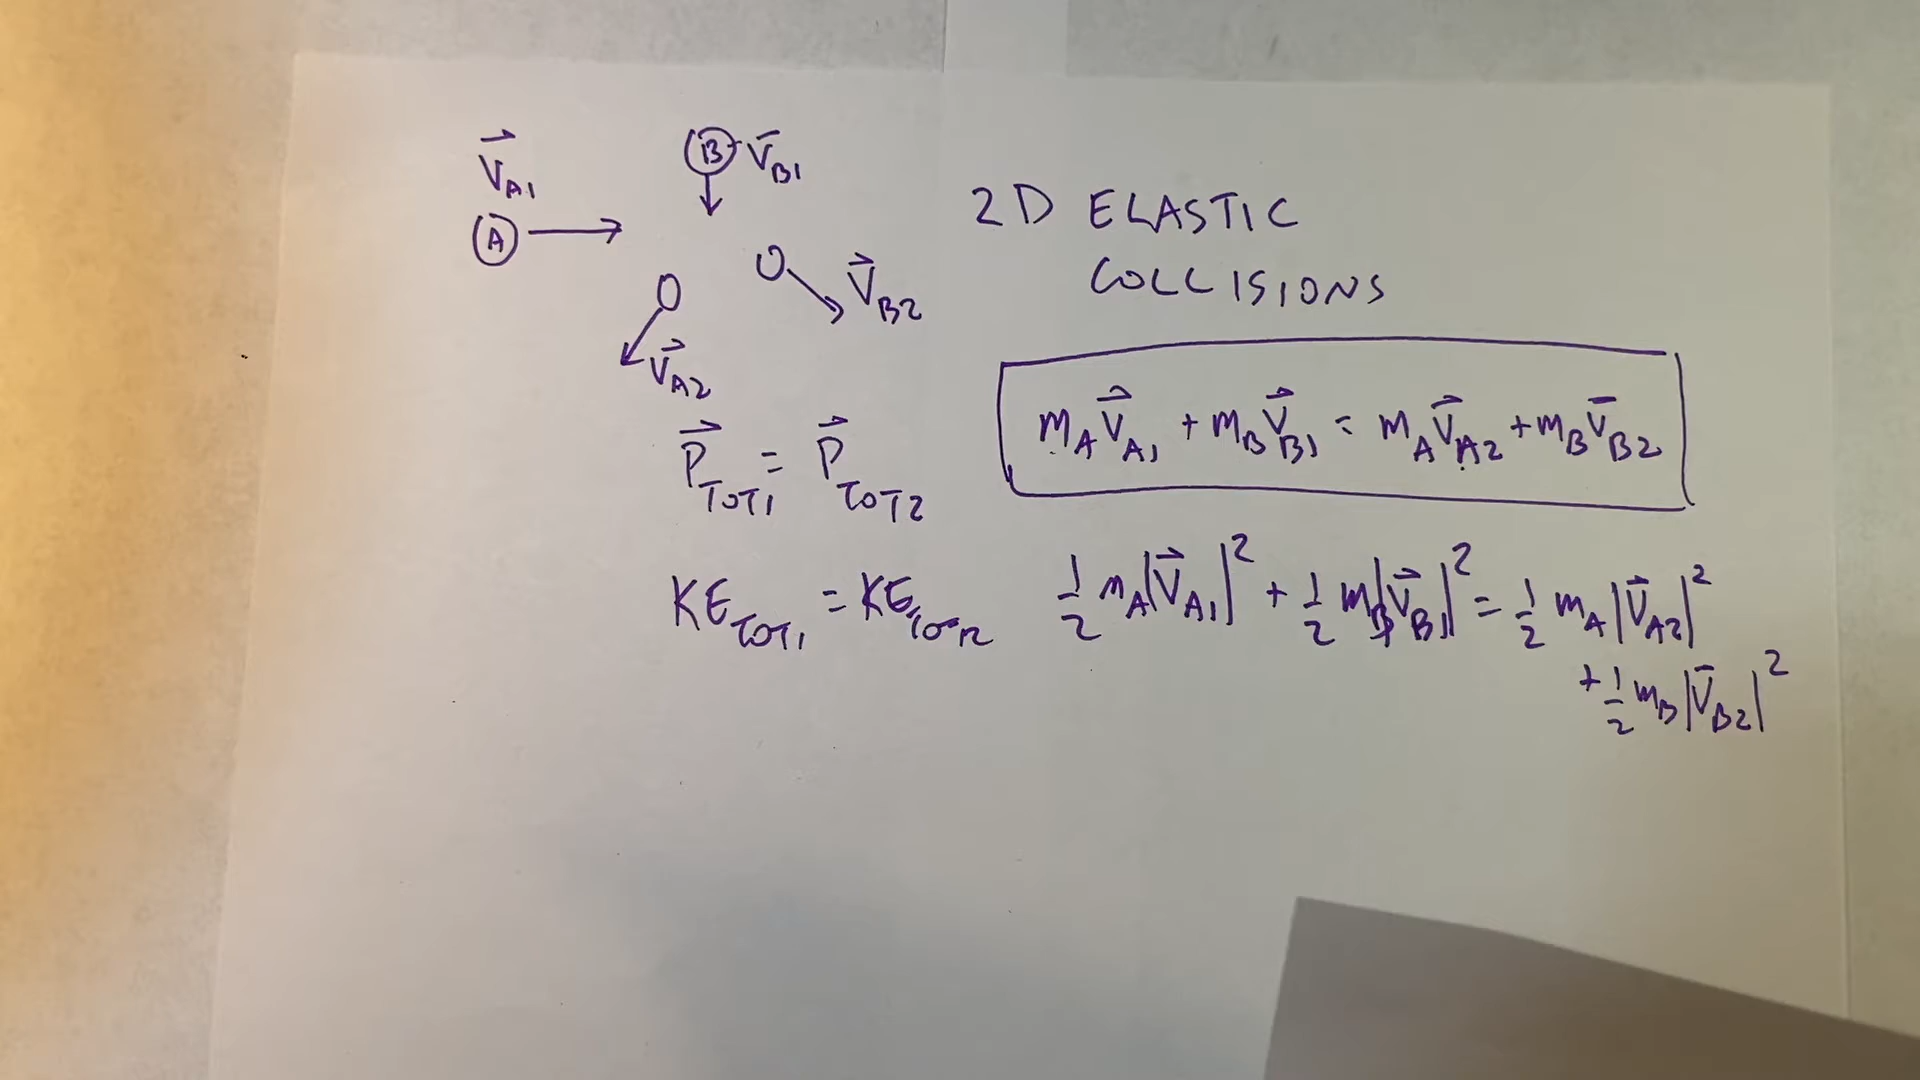 V⃗A1
A
B V⃗B1
V⃗B2
V⃗A2
2D ELASTIC
COLLISIONS
mAV⃗A1 + mBV⃗B1 = mAV⃗A2 + mBV⃗B2
P⃗TOT1 = P⃗TOT2
KETOT1 = KETOT2
1/2 mA|V⃗A1|² + 1/2 mB|V⃗B1|² = 1/2 mA|V⃗A2|²
+ 1/2 mB|V⃗B2|²